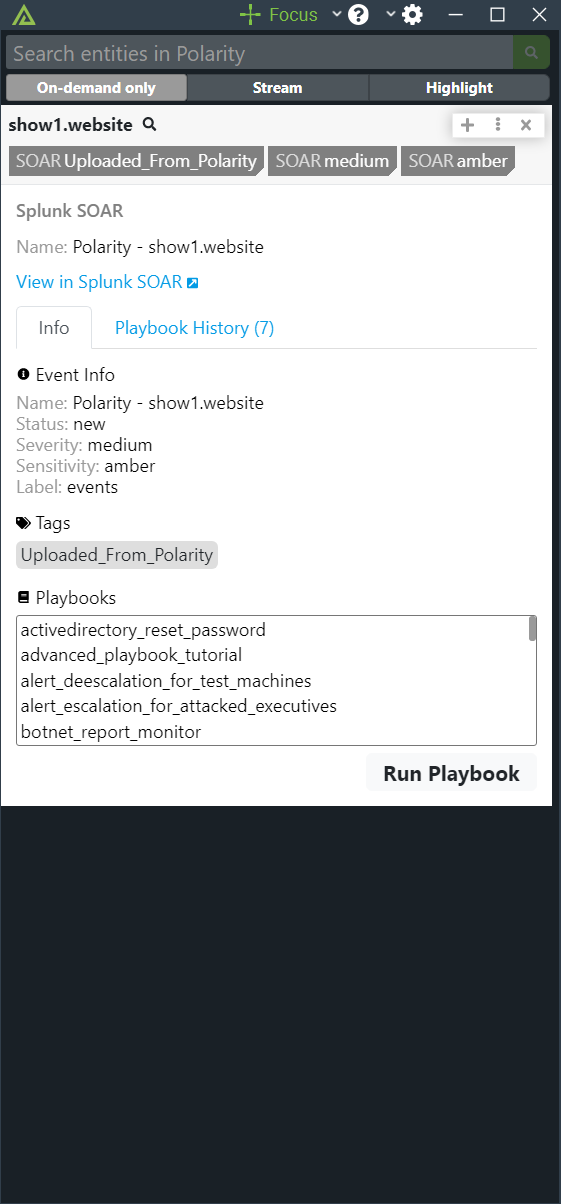 Focus
Search entities in Polarity
On-demand only Stream Highlight
show1.website
SOAR Uploaded_From_Polarity SOAR medium SOAR amber
Splunk SOAR
Name: Polarity - show1.website
View in Splunk SOAR
Info Playbook History (7)
Event Info
Name: Polarity - show1.website
Status: new
Severity: medium
Sensitivity: amber
Label: events
Tags
Uploaded_From_Polarity
Playbooks
activedirectory_reset_password
advanced_playbook_tutorial
alert_deescalation_for_test_machines
alert_escalation_for_attacked_executives
botnet_report_monitor
Run Playbook